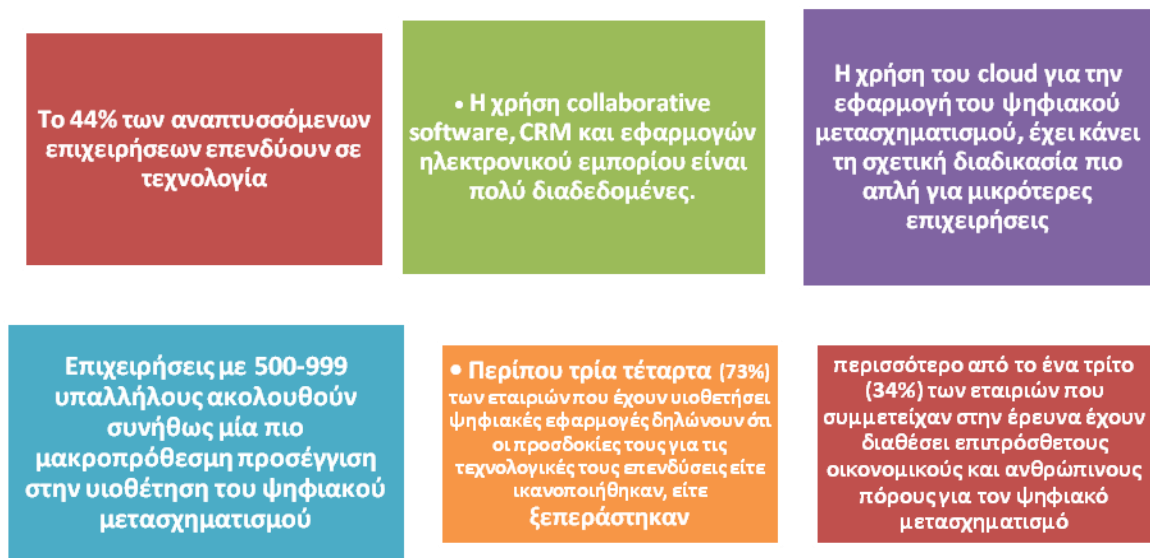 Το 44% των αναπτυσσόμενων
επιχειρήσεων επενδύουν σε
τεχνολογία
• Η χρήση collaborative
software, CRM και εφαρμογών
ηλεκτρονικού εμπορίου είναι
πολύ διαδεδομένες.
Η χρήση του cloud για την
εφαρμογή του ψηφιακού
μετασχηματισμού, έχει κάνει
τη σχετική διαδικασία πιο
απλή για μικρότερες
επιχειρήσεις
Επιχειρήσεις με 500-999
υπαλλήλους ακολουθούν
συνήθως μία πιο
μακροπρόθεσμη προσέγγιση
στην υιοθέτηση του ψηφιακού
μετασχηματισμού
• Περίπου τρία τέταρτα (73%)
των εταιριών που έχουν υιοθετήσει
ψηφιακές εφαρμογές δηλώνουν ότι
οι προσδοκίες τους για τις
τεχνολογικές τους επενδύσεις είτε
ικανοποιήθηκαν, είτε
ξεπεράστηκαν
περισσότερο από το ένα τρίτο
(34%) των εταιριών που
συμμετείχαν στην έρευνα έχουν
διαθέσει επιπρόσθετους
οικονομικούς και ανθρώπινους
πόρους για τον ψηφιακό
μετασχηματισμό